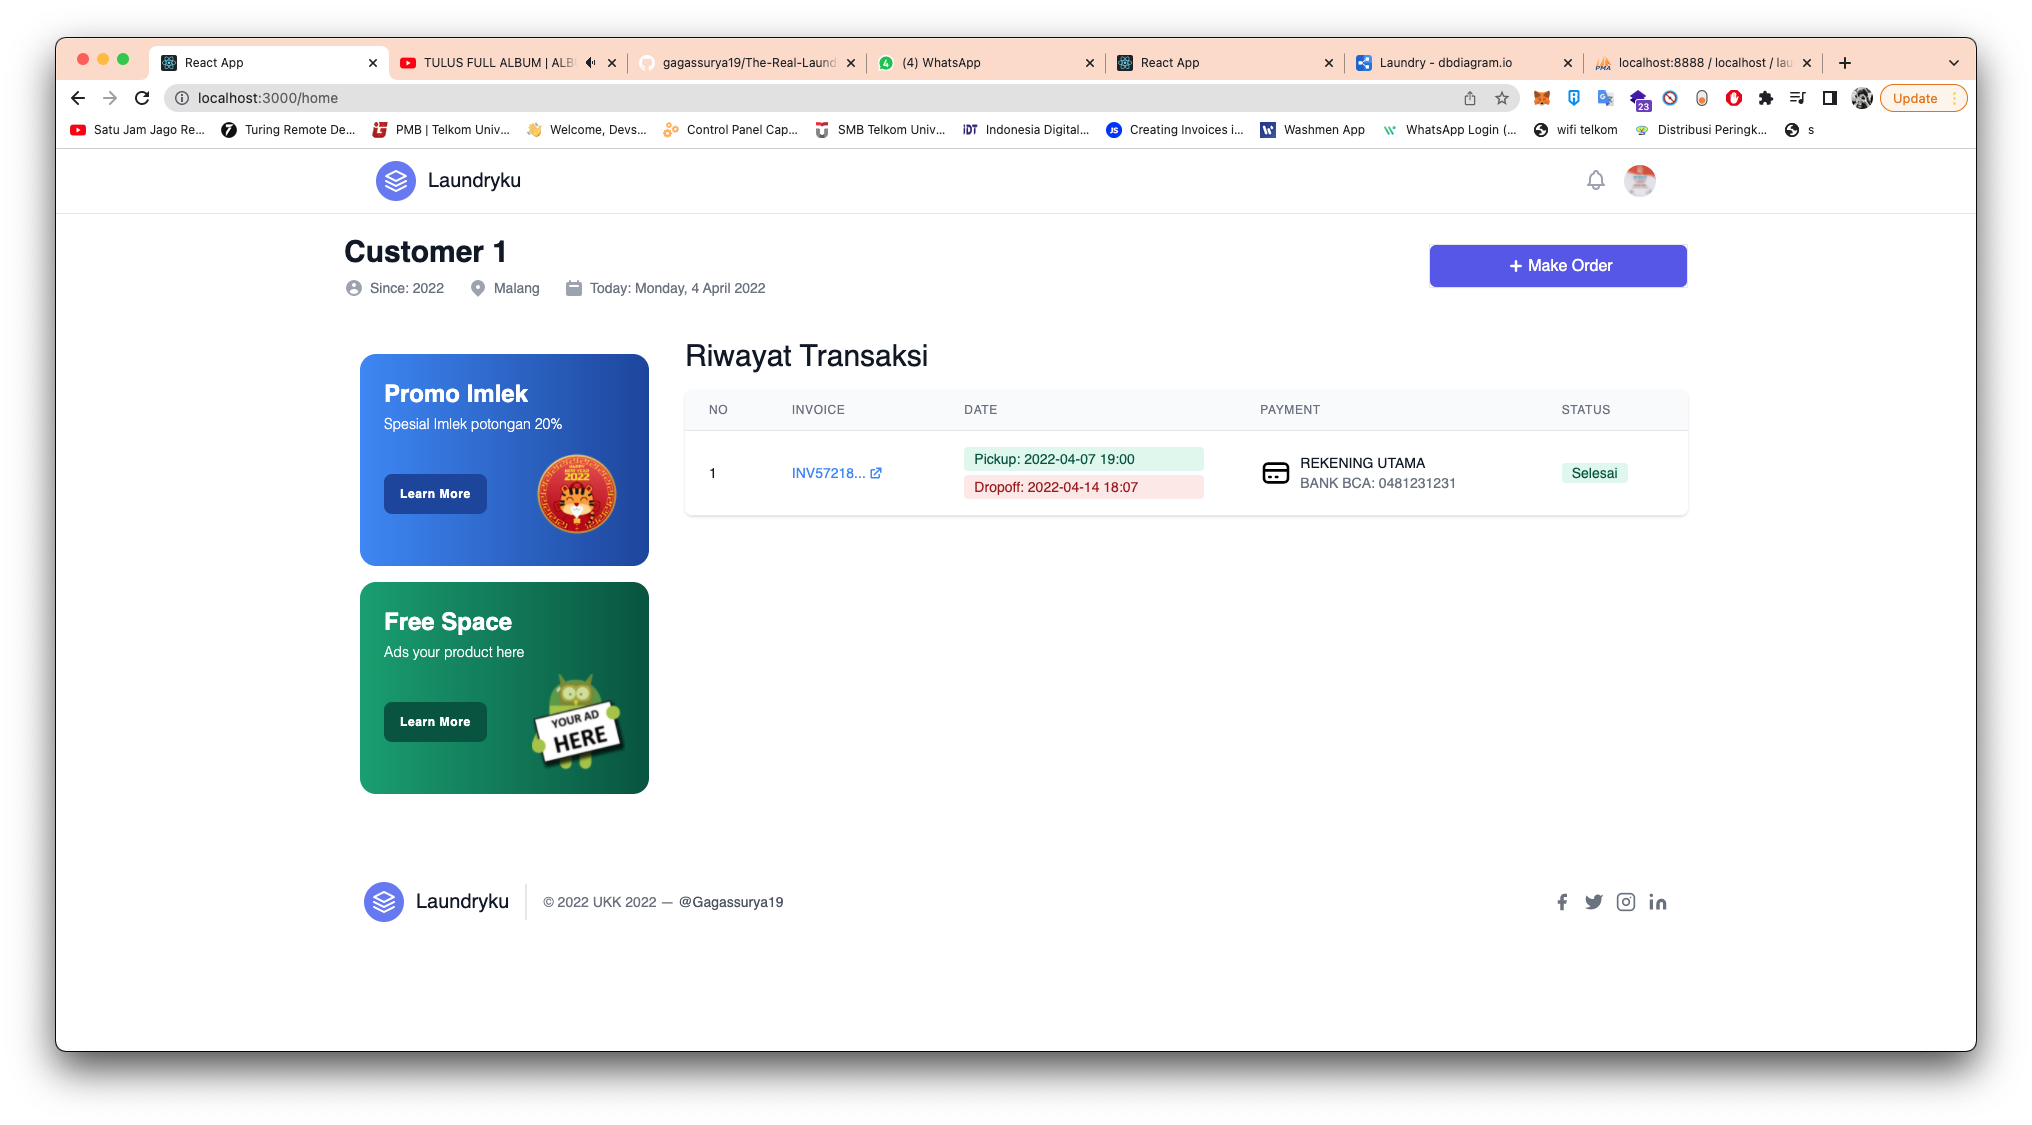 React App
TULUS FULL ALBUM | ALB
gagassurya19/The-Real-Laund
(4) WhatsApp
React App
Laundry - dbdiagram.io
localhost:8888 / localhost / lau
localhost:3000/home
23
Update
Satu Jam Jago Re...
Turing Remote De...
PMB | Telkom Univ...
Welcome, Devs...
Control Panel Cap...
SMB Telkom Univ...
Indonesia Digital...
Creating Invoices i...
Washmen App
WhatsApp Login (...
wifi telkom
Distribusi Peringk...
s
Laundryku
Customer 1
Since: 2022
Malang
Today: Monday, 4 April 2022
+ Make Order
Promo Imlek
Spesial Imlek potongan 20%
HAPPY
NEW YEAR
2022
Learn More
Free Space
Ads your product here
YOUR AD
HERE
Learn More
Riwayat Transaksi
NO INVOICE DATE PAYMENT STATUS
1
INV57218...
Pickup: 2022-04-07 19:00
Dropoff: 2022-04-14 18:07
REKENING UTAMA
BANK BCA: 0481231231
Selesai
Laundryku
© 2022 UKK 2022 — @Gagassurya19